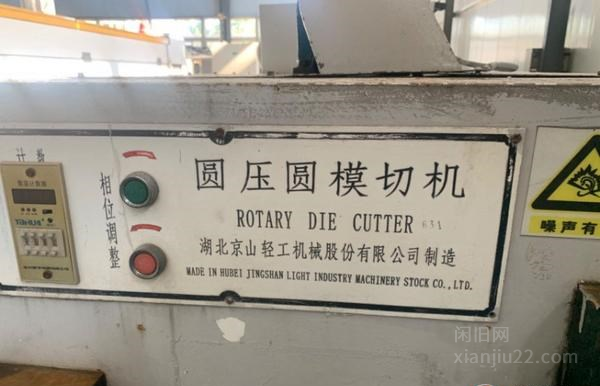 计数
相位调整
圆压圆模切机
ROTARY DIE CUTTER 631
湖北京山轻工机械股份有限公司制造
MADE IN HUBEI JINGSHAN LIGHT INDUSTRY MACHINERY STOCK CO., LTD.
噪声有
闲旧网
xianjiu22.com